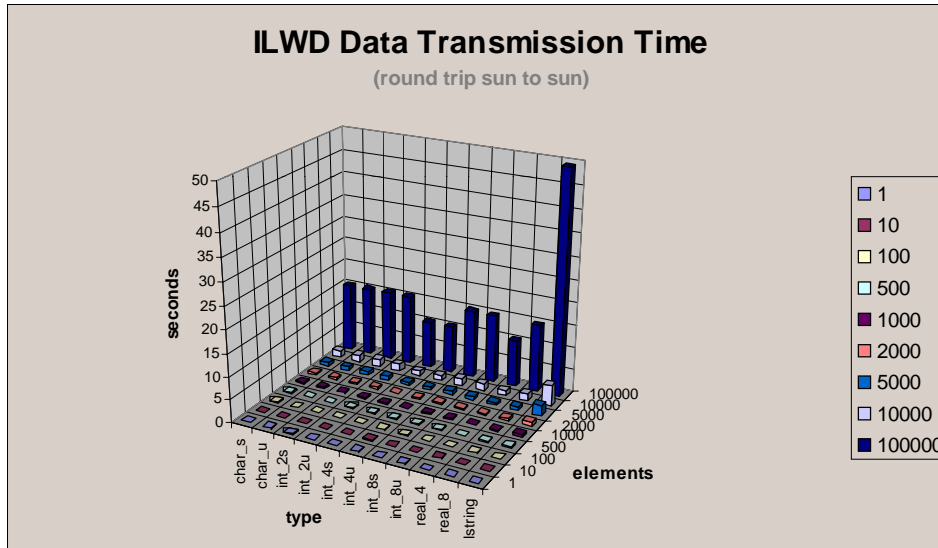 ILWD Data Transmission Time
(round trip sun to sun)
50
45
40
35
30
25
20
15
10
5
0
seconds
char_s
char_u
int_2s
int_2u
int_4s
int_4u
int_8s
int_8u
real_4
real_8
lstring
type
1
10
100
500
1000
2000
5000
10000
100000
elements
1
10
100
500
1000
2000
5000
10000
100000